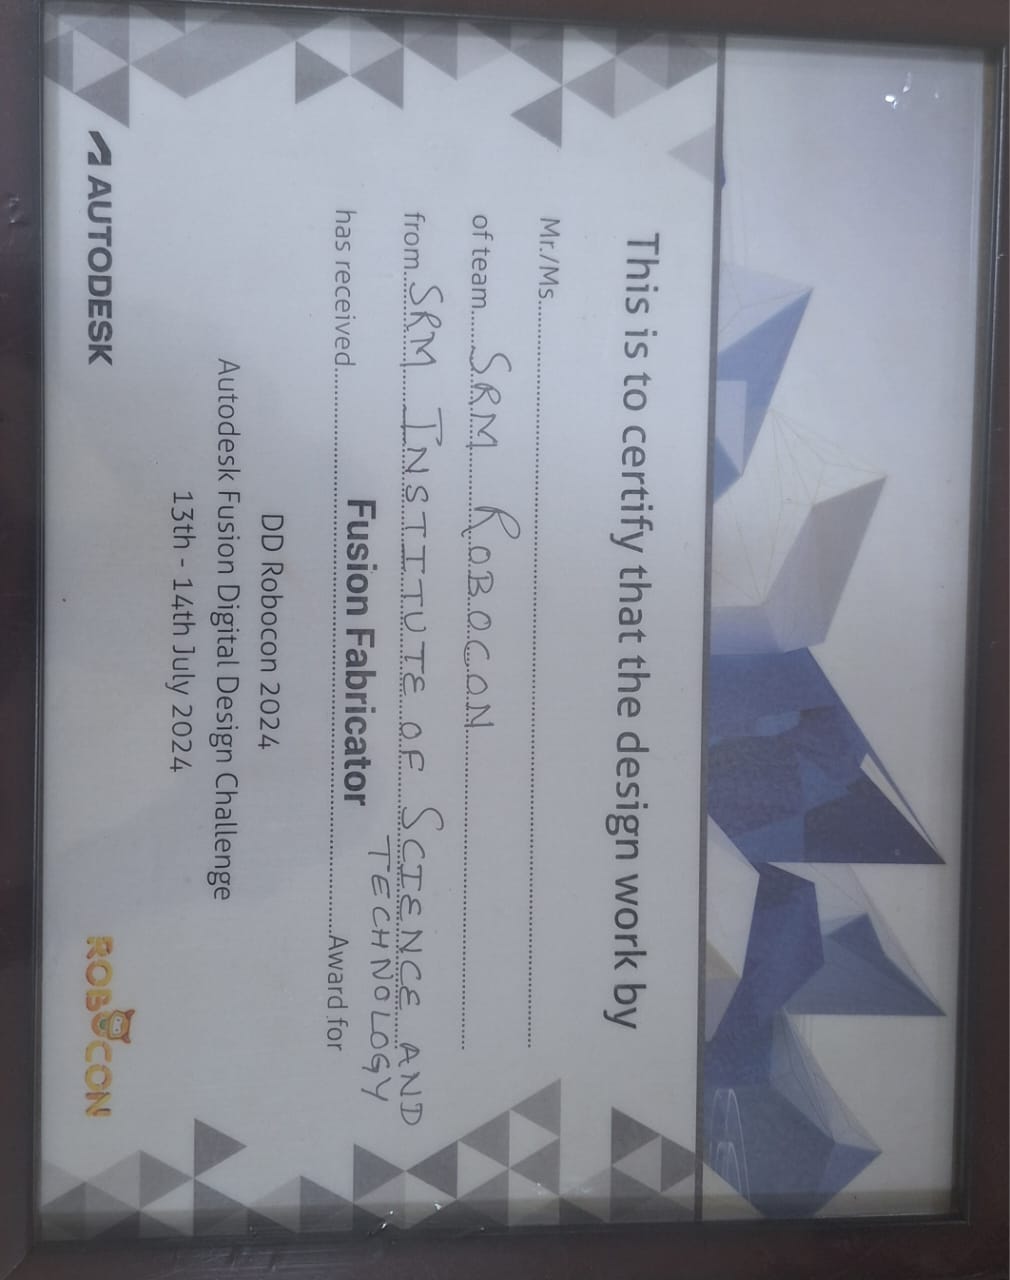 This is to certify that the design work by
Mr./Ms.................................................................................
of team......SRM ROBOCON.................................................
from...SRM INSTITUTE OF SCIENCE AND
TECHNOLOGY
has received....................Fusion Fabricator....................Award for
DD Robocon 2024
Autodesk Fusion Digital Design Challenge
13th - 14th July 2024
AUTODESK
ROBOCON